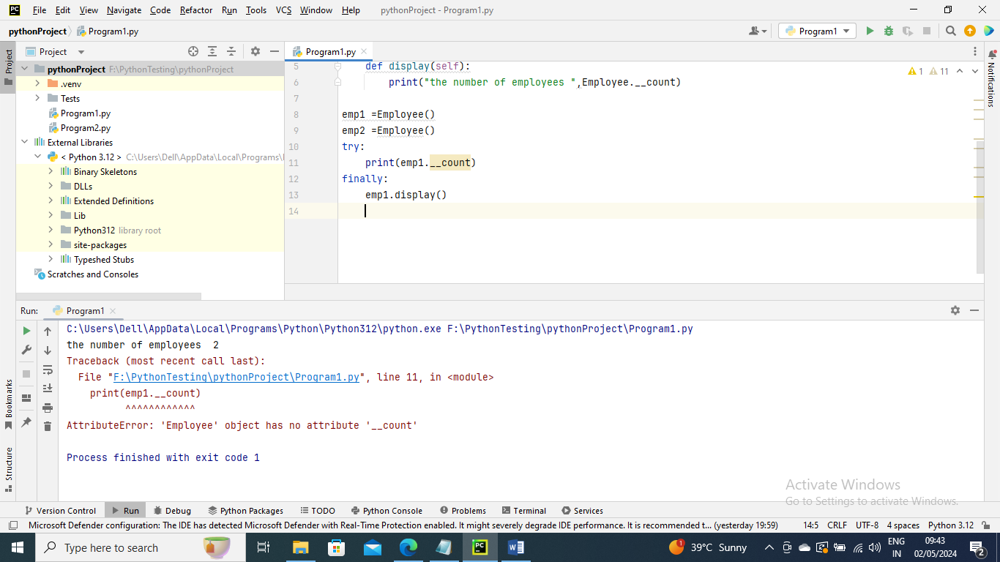 PC File Edit View Navigate Code Refactor Run Tools VCS Window Help pythonProject - Program1.py
pythonProject Program1.py
Program1
Project
Project
pythonProject F:\PythonTesting\pythonProject
.venv
Tests
Program1.py
Program2.py
External Libraries
< Python 3.12 > C:\Users\Dell\AppData\Local\Programs\
Binary Skeletons
DLLs
Extended Definitions
Lib
Python312 library root
site-packages
Typeshed Stubs
Scratches and Consoles
Program1.py
1 11
5 def display(self):
6 print("the number of employees ",Employee.__count)
7
8 emp1 =Employee()
9 emp2 =Employee()
10 try:
11 print(emp1.__count)
12 finally:
13 emp1.display()
14
Notifications
Run: Program1
C:\Users\Dell\AppData\Local\Programs\Python\Python312\python.exe F:\PythonTesting\pythonProject\Program1.py
the number of employees  2
Traceback (most recent call last):
File "F:\PythonTesting\pythonProject\Program1.py", line 11, in <module>
print(emp1.__count)
^^^^^^^^^^^^
AttributeError: 'Employee' object has no attribute '__count'
Process finished with exit code 1
Bookmarks
Structure
Activate Windows
Go to Settings to activate Windows.
Version Control Run Debug Python Packages TODO Python Console Problems Terminal Services
Microsoft Defender configuration: The IDE has detected Microsoft Defender with Real-Time Protection enabled. It might severely degrade IDE performance. It is recommended t... (yesterday 19:59) 14:5 CRLF UTF-8 4 spaces Python 3.12
Type here to search
PC
W
1
39°C Sunny
ENG
IN
09:43
02/05/2024
2